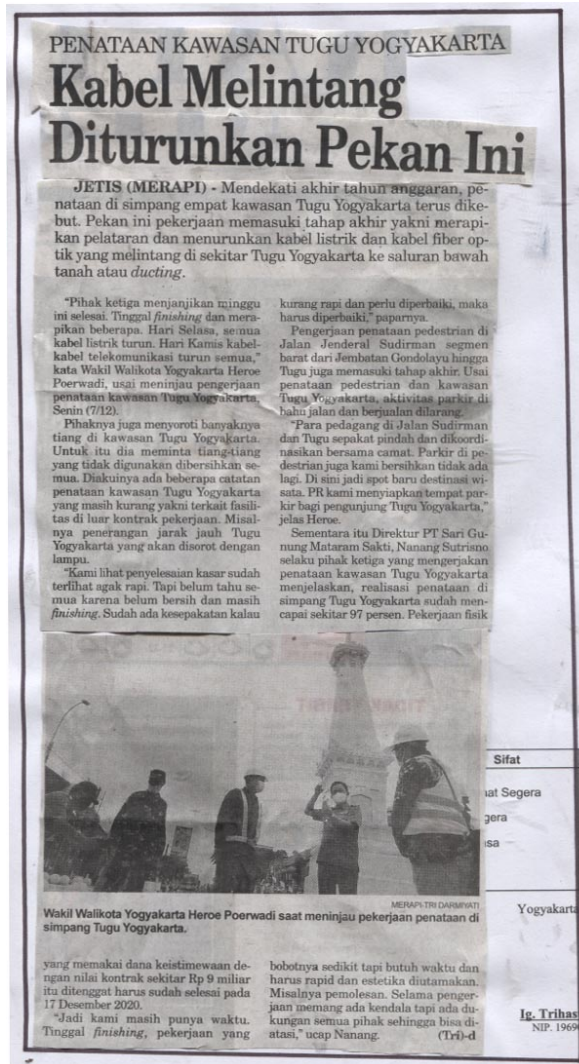 PENATAAN KAWASAN TUGU YOGYAKARTA
Kabel Melintang
Diturunkan Pekan Ini
JETIS (MERAPI) - Mendekati akhir tahun anggaran, pe-
nataan di simpang empat kawasan Tugu Yogyakarta terus dike-
but. Pekan ini pekerjaan memasuki tahap akhir yakni merapi-
kan pelataran dan menurunkan kabel listrik dan kabel fiber op-
tik yang melintang di sekitar Tugu Yogyakarta ke saluran bawah
tanah atau ducting.
"Pihak ketiga menjanjikan minggu
ini selesai. Tinggal finishing dan mera-
pikan beberapa. Hari Selasa, semua
kabel listrik turun. Hari Kamis kabel-
kabel telekomunikasi turun semua,"
kata Wakil Walikota Yogyakarta Heroe
Poerwadi, usai meninjau pengerjaan
penataan kawasan Tugu Yogyakarta,
Senin (7/12).
Pihaknya juga menyoroti banyaknya
tiang di kawasan Tugu Yogyakarta.
Untuk itu dia meminta tiang-tiang
yang tidak digunakan dibersihkan se-
mua. Diakuinya ada beberapa catatan
penataan kawasan Tugu Yogyakarta
yang masih kurang yakni terkait fasili-
tas di luar kontrak pekerjaan. Misal-
nya penerangan jarak jauh Tugu
Yogyakarta yang akan disorot dengan
lampu.
"Kami lihat penyelesaian kasar sudah
terlihat agak rapi. Tapi belum tahu se-
mua karena belum bersih dan masih
finishing. Sudah ada kesepakatan kalau
kurang rapi dan perlu diperbaiki, maka
harus diperbaiki," paparnya.
Pengerjaan penataan pedestrian di
Jalan Jenderal Sudirman segmen
barat dari Jembatan Gondolayu hingga
Tugu juga memasuki tahap akhir. Usai
penataan pedestrian dan kawasan
Tugu Yogyakarta, aktivitas parkir di
bahu jalan dan berjualan dilarang.
"Para pedagang di Jalan Sudirman
dan Tugu sepakat pindah dan dikoordi-
nasikan bersama camat. Parkir di pe-
destrian juga kami bersihkan tidak ada
lagi. Di sini jadi spot baru destinasi wi-
sata. PR kami menyiapkan tempat par-
kir bagi pengunjung Tugu Yorkarta,"
jelas Heroe.
Sementara itu Direktur PT Sari Gu-
nung Mataram Sakti, Nanang Sutrisno
selaku pihak ketiga yang mengerjakan
penataan kawasan Tugu Yogyakarta
menjelaskan, realisasi penataan di
simpang Tugu Yogyakarta sudah men-
capai sekitar 97 persen. Pekerjaan fisik
MERAPI-TRI DARMIYATI
Wakil Walikota Yogyakarta Heroe Poerwadi saat meninjau pekerjaan penataan di
simpang Tugu Yogyakarta.
yang memakai dana keistimewaan de-
ngan nilai kontrak sekitar Rp 9 miliar
itu ditenggat harus sudah selesai pada
17 Desember 2020.
"Jadi kami masih punya waktu.
Tinggal finishing, pekerjaan yang
bobotnya sedikit tapi butuh waktu dan
harus rapid dan estetika diutamakan.
Misalnya pemolesan. Selama penger-
jaan memang ada kendala tapi ada du-
kungan semua pihak sehingga bisa di-
atasi," ucap Nanang. (Tri)-d
Sifat
at Segera
gera
sa
Yogyakarta
Ig. Trihas
NIP. 1969